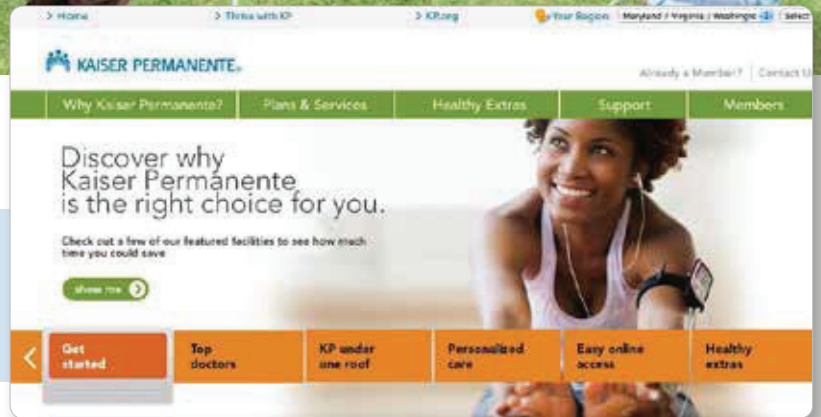 Home
Thrive with KP
KP.org
Your Region:
Maryland / Virginia / Washingto
Select
KAISER PERMANENTE®
Already a Member?
Contact U
Why Kaiser Permanente?
Plans & Services
Healthy Extras
Support
Members
Discover why
Kaiser Permanente
is the right choice for you.
Check out a few of our featured facilities to see how much
time you could save
show me
Get
started
Top
doctors
KP under
one roof
Personalized
care
Easy online
access
Healthy
extras